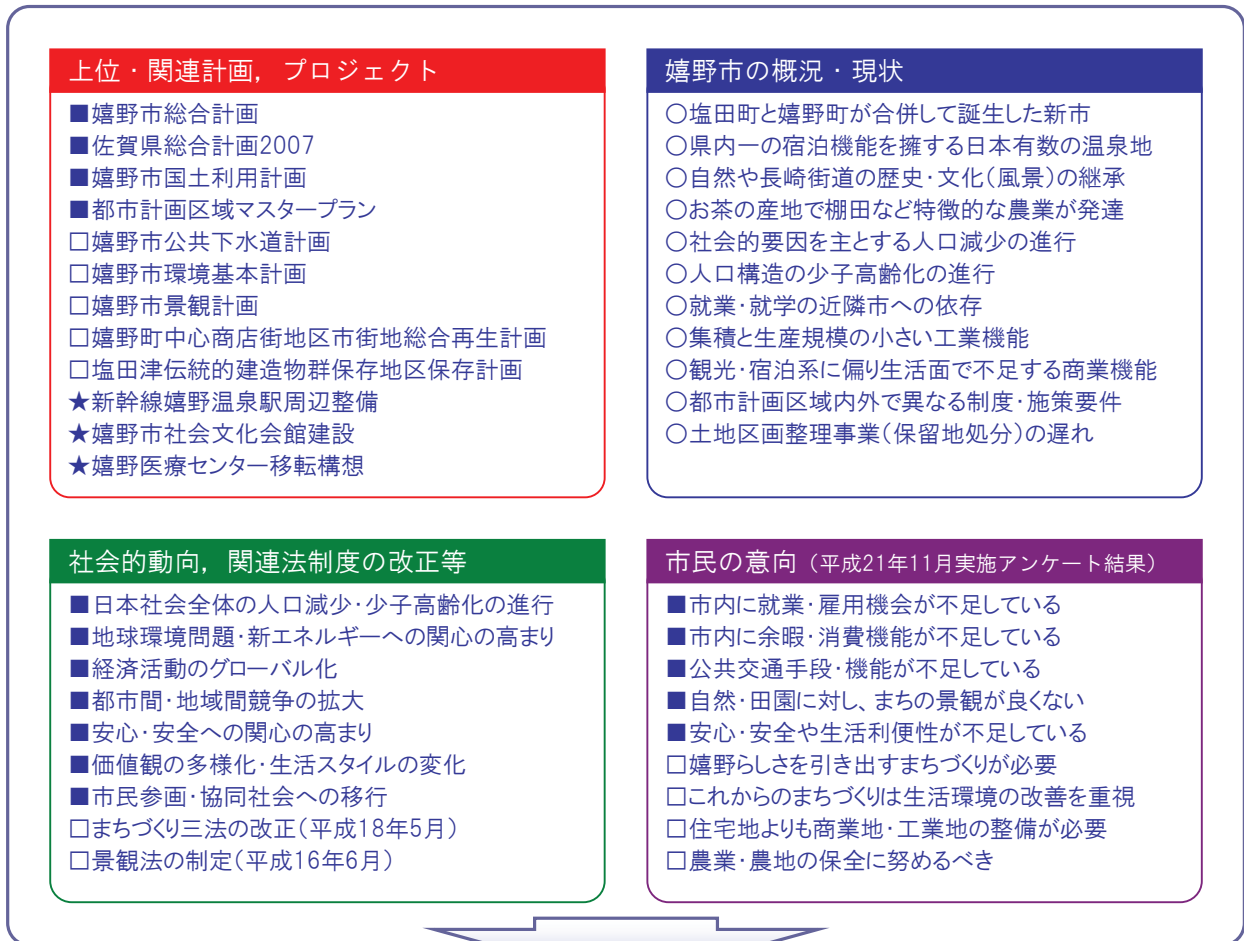 上位・関連計画，プロジェクト
■嬉野市総合計画
■佐賀県総合計画2007
■嬉野市国土利用計画
■都市計画区域マスタープラン
□嬉野市公共下水道計画
□嬉野市環境基本計画
□嬉野市景観計画
□嬉野町中心商店街地区市街地総合再生計画
□塩田津伝統的建造物群保存地区保存計画
★新幹線嬉野温泉駅周辺整備
★嬉野市社会文化会館建設
★嬉野医療センター移転構想
嬉野市の概況・現状
○塩田町と嬉野町が合併して誕生した新市
○県内一の宿泊機能を擁する日本有数の温泉地
○自然や長崎街道の歴史・文化（風景）の継承
○お茶の産地で棚田など特徴的な農業が発達
○社会的要因を主とする人口減少の進行
○人口構造の少子高齢化の進行
○就業・就学の近隣市への依存
○集積と生産規模の小さい工業機能
○観光・宿泊系に偏り生活面で不足する商業機能
○都市計画区域内外で異なる制度・施策要件
○土地区画整理事業（保留地処分）の遅れ
社会的動向，関連法制度の改正等
■日本社会全体の人口減少・少子高齢化の進行
■地球環境問題・新エネルギーへの関心の高まり
■経済活動のグローバル化
■都市間・地域間競争の拡大
■安心・安全への関心の高まり
■価値観の多様化・生活スタイルの変化
■市民参画・協同社会への移行
□まちづくり三法の改正（平成18年5月）
□景観法の制定（平成16年6月）
市民の意向（平成21年11月実施アンケート結果）
■市内に就業・雇用機会が不足している
■市内に余暇・消費機能が不足している
■公共交通手段・機能が不足している
■自然・田園に対し、まちの景観が良くない
■安心・安全や生活利便性が不足している
□嬉野らしさを引き出すまちづくりが必要
□これからのまちづくりは生活環境の改善を重視
□住宅地よりも商業地・工業地の整備が必要
□農業・農地の保全に努めるべき